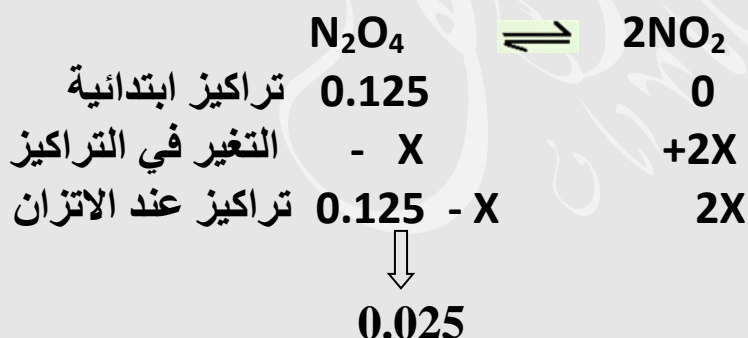 N₂O₄ ⇌ 2NO₂
تراكيز ابتدائية 0.125 0
التغير في التراكيز - X +2X
تراكيز عند الاتزان 0.125 - X 2X
0.025